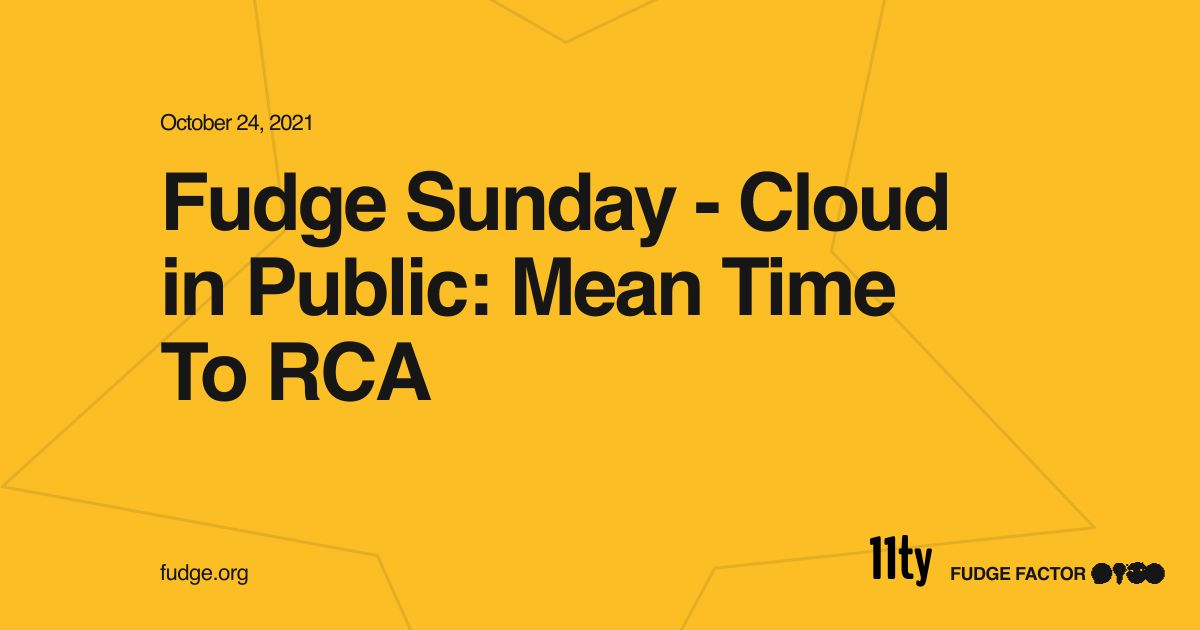 October 24, 2021
Fudge Sunday - Cloud
in Public: Mean Time
To RCA
fudge.org
11ty
FUDGE FACTOR